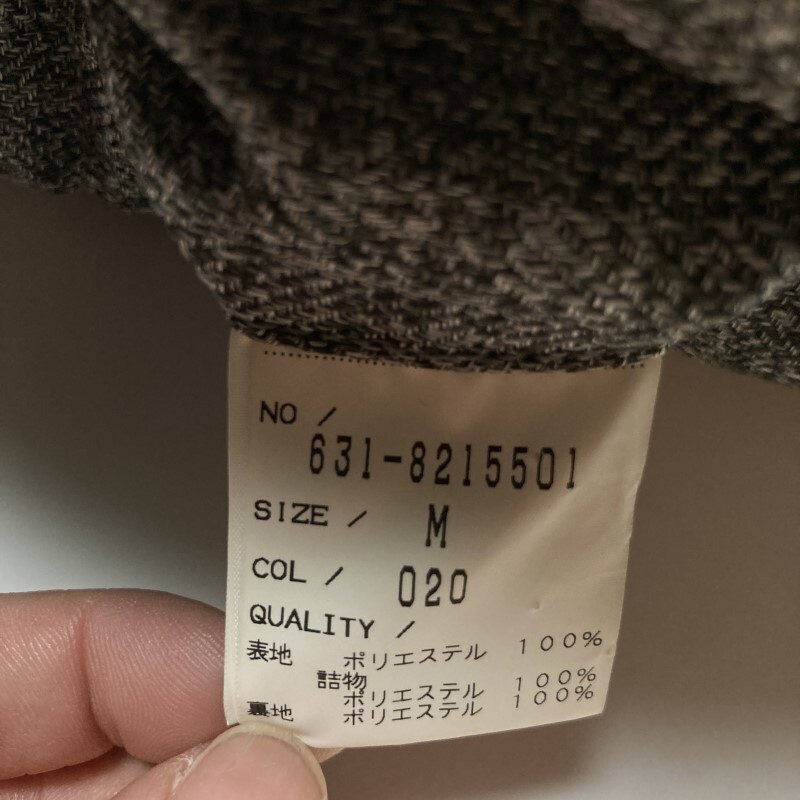 NO /
631-8215501
SIZE / M
COL / 020
QUALITY /
表地 ポリエステル 100%
詰物
ポリエステル 100%
裏地 ポリエステル 100%